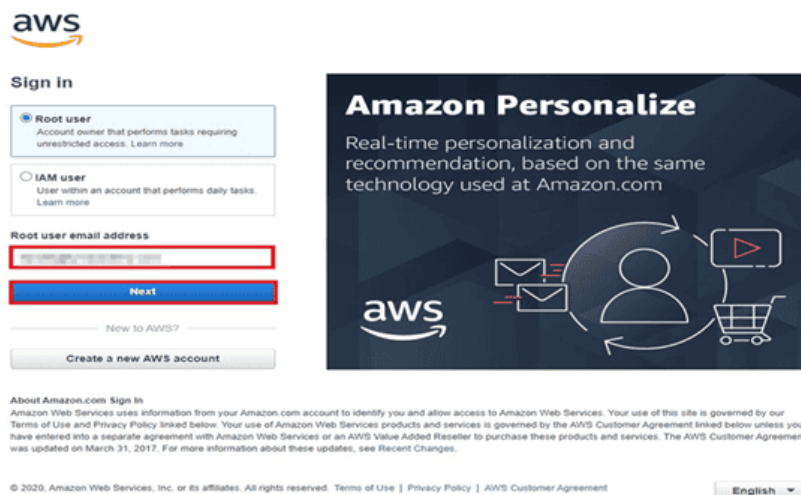 aws
Sign in
Root user
Account owner that performs tasks requiring
unrestricted access. Learn more
IAM user
User within an account that performs daily tasks.
Learn more
Root user email address
Next
New to AWS?
Create a new AWS account
Amazon Personalize
Real-time personalization and
recommendation, based on the same
technology used at Amazon.com
aws
About Amazon.com Sign In
Amazon Web Services uses information from your Amazon.com account to identify you and allow access to Amazon Web Services. Your use of this site is governed by our
Terms of Use and Privacy Policy linked below. Your use of Amazon Web Services products and services is governed by the AWS Customer Agreement linked below unless you
have entered into a separate agreement with Amazon Web Services or an AWS Value Added Reseller to purchase these products and services. The AWS Customer Agreement
was updated on March 31, 2017. For more information about these updates, see Recent Changes.
© 2020, Amazon Web Services, Inc. or its affiliates. All rights reserved. Terms of Use | Privacy Policy | AWS Customer Agreement
English